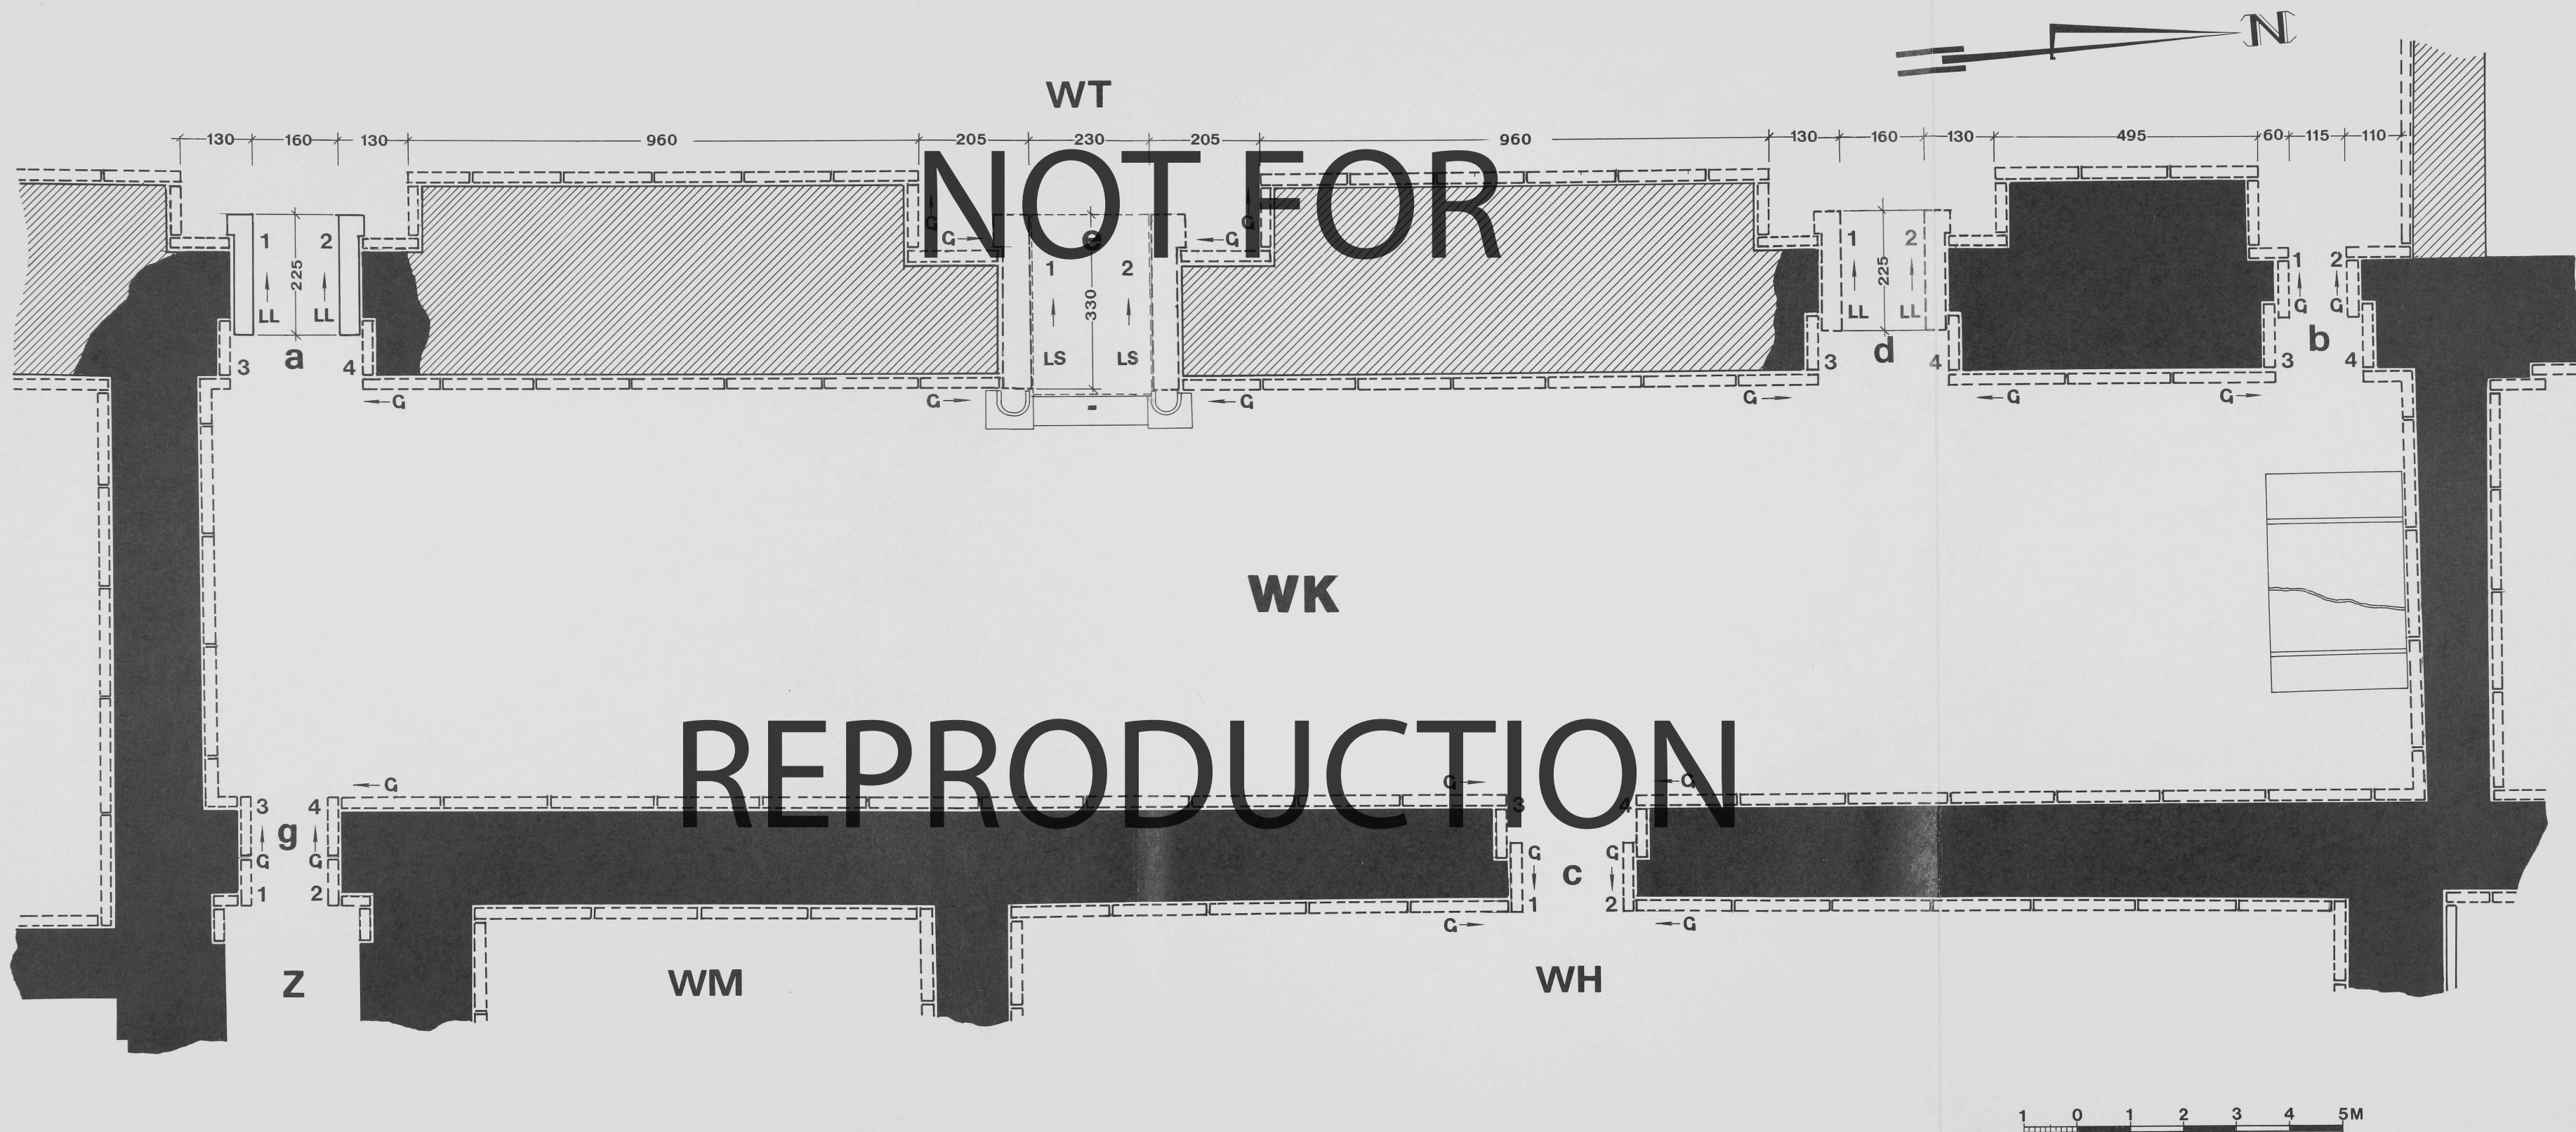 N
WT
130 160 130 960 205 230 205 960 130 160 130 495 60 115 110
NOT FOR
G G e G G
1 2 1 2 1 2 1 2
225 330 225
LL LL LS LS LL LL G G
3 a 4 3 d 4 3 b 4
G G G G G G
WK
REPRODUCTION
G G G
3 4 3 4
g
G G G c G
1 2 1 2
G G
Z WM WH
1 0 1 2 3 4 5M